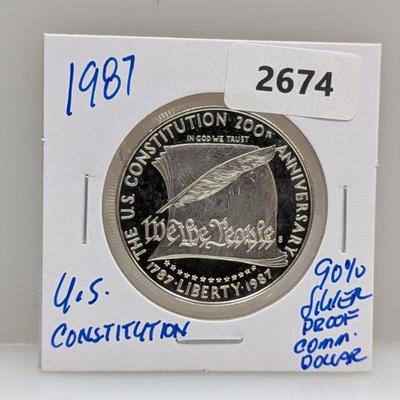 1987
2674
THE U.S. CONSTITUTION 200TH ANNIVERSARY
IN GOD WE TRUST
We the People
S
1787·LIBERTY·1987
U.S.
CONSTITUTION
90%
SILVER
PROOF
COMM.
DOLLAR